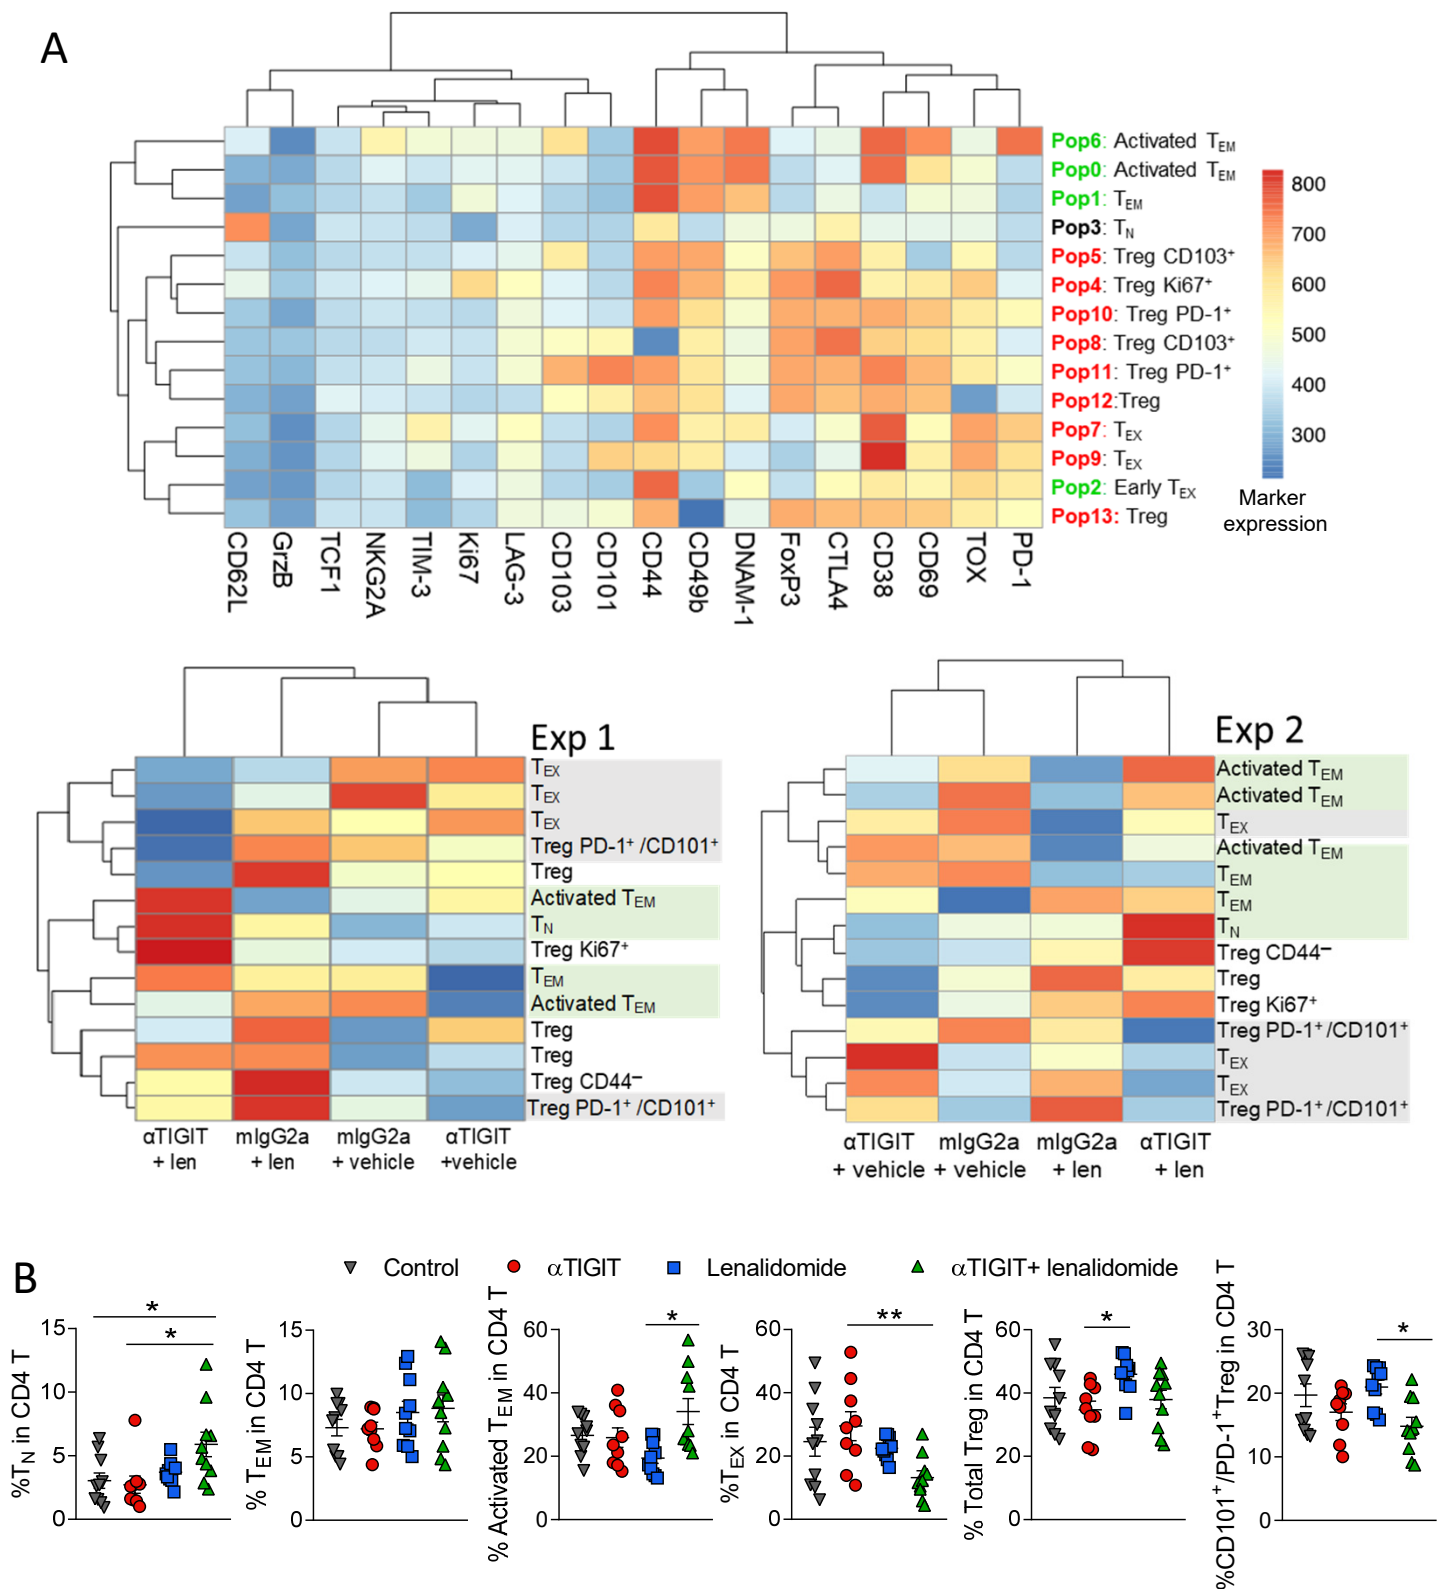 A
Pop6: Activated TEM
Pop0: Activated TEM
Pop1: TEM
Pop3: TN
Pop5: Treg CD103+
Pop4: Treg Ki67+
Pop10: Treg PD-1+
Pop8: Treg CD103+
Pop11: Treg PD-1+
Pop12:Treg
Pop7: TEX
Pop9: TEX
Pop2: Early TEX
Pop13: Treg
800
700
600
500
400
300
Marker
expression
CD62L
GrzB
TCF1
NKG2A
TIM-3
Ki67
LAG-3
CD103
CD101
CD44
CD49b
DNAM-1
FoxP3
CTLA4
CD38
CD69
TOX
PD-1
Exp 1
TEX
TEX
TEX
Treg PD-1+ /CD101+
Treg
Activated TEM
TN
Treg Ki67+
TEM
Activated TEM
Treg
Treg
Treg CD44–
Treg PD-1+ /CD101+
αTIGIT
+ len
mIgG2a
+ len
mIgG2a
+ vehicle
αTIGIT
+vehicle
Exp 2
Activated TEM
Activated TEM
TEX
Activated TEM
TEM
TEM
TN
Treg CD44–
Treg
Treg Ki67+
Treg PD-1+ /CD101+
TEX
TEX
Treg PD-1+ /CD101+
αTIGIT
+ vehicle
mIgG2a
+ vehicle
mIgG2a
+ len
αTIGIT
+ len
B
Control
αTIGIT
Lenalidomide
αTIGIT+ lenalidomide
%TN in CD4 T
15
10
5
0
*
*
% TEM in CD4 T
15
10
5
0
% Activated TEM in CD4 T
60
40
20
0
*
%TEX in CD4 T
60
40
20
0
**
% Total Treg in CD4 T
60
40
20
0
*
%CD101+/PD-1+Treg in CD4 T
30
20
10
0
*